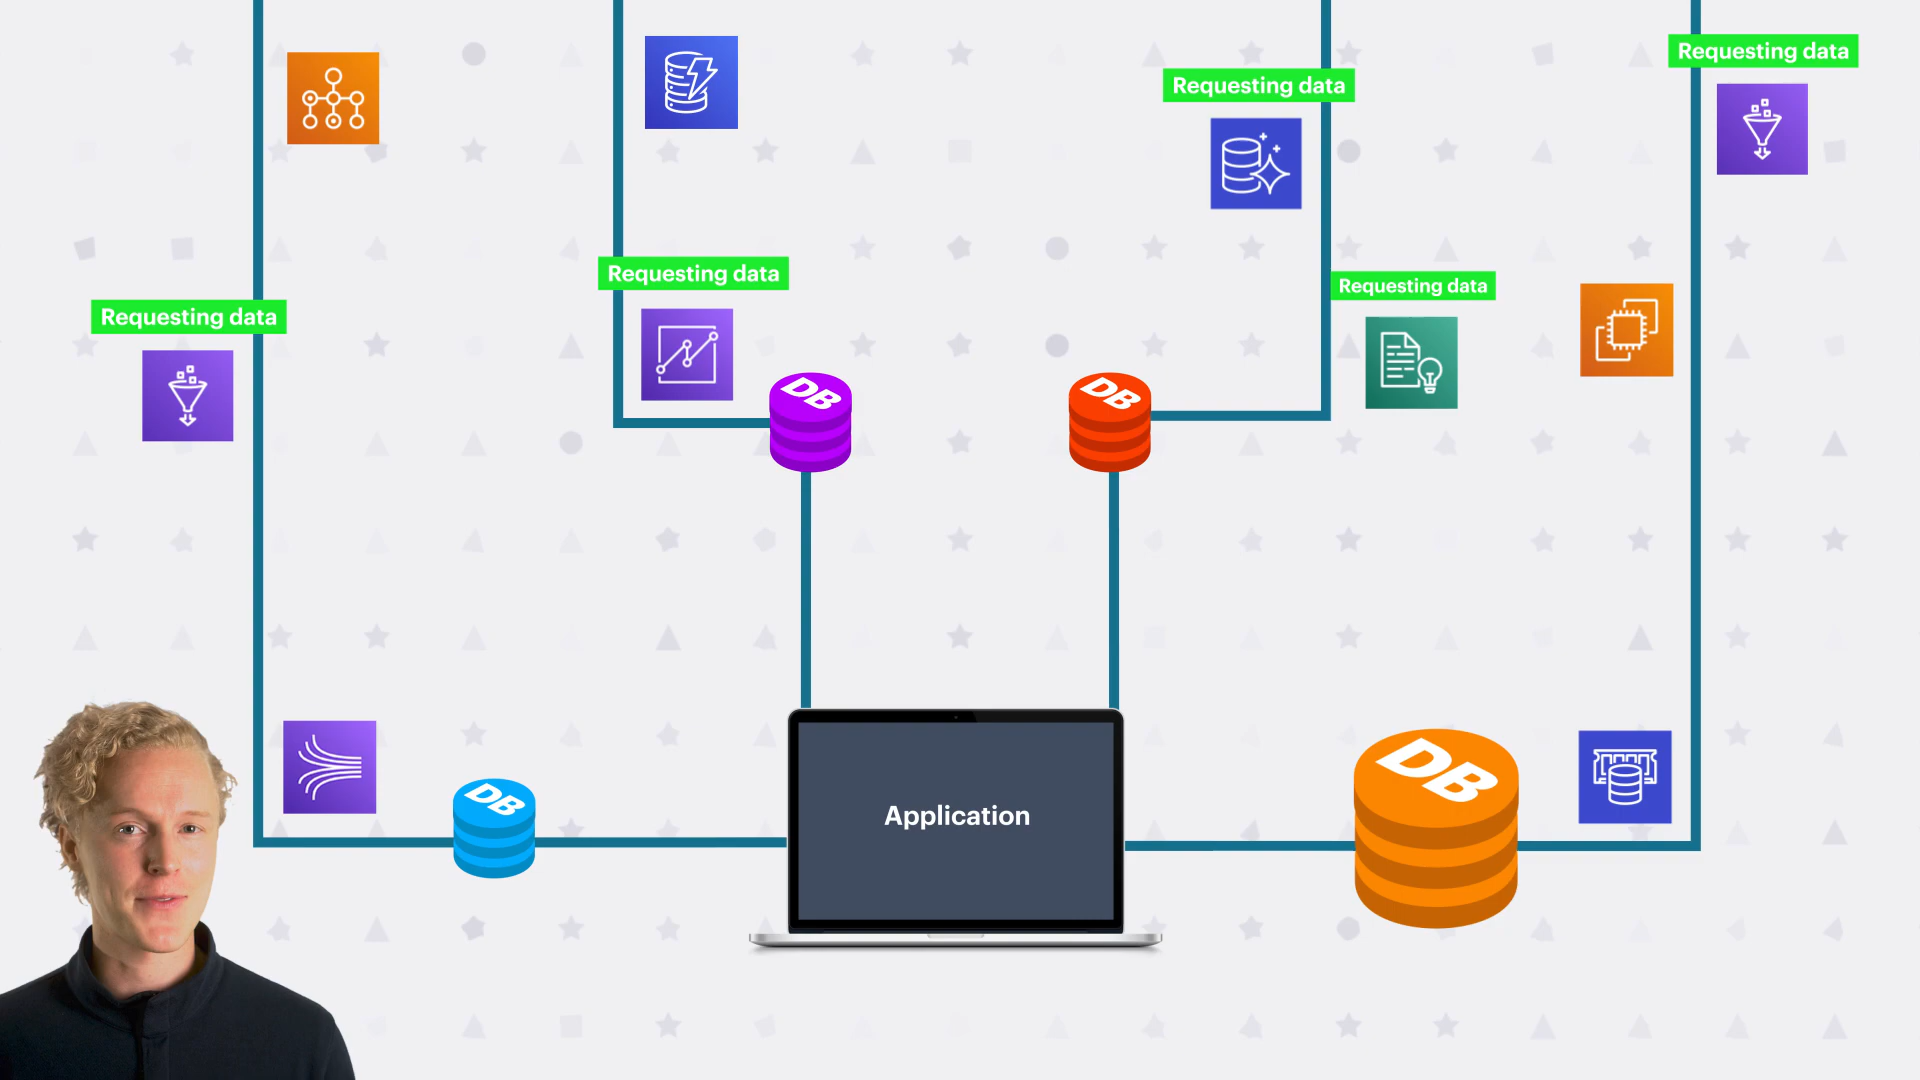 Requesting data
Requesting data
Requesting data
Requesting data
Requesting data
DB
DB
DB
DB
Application